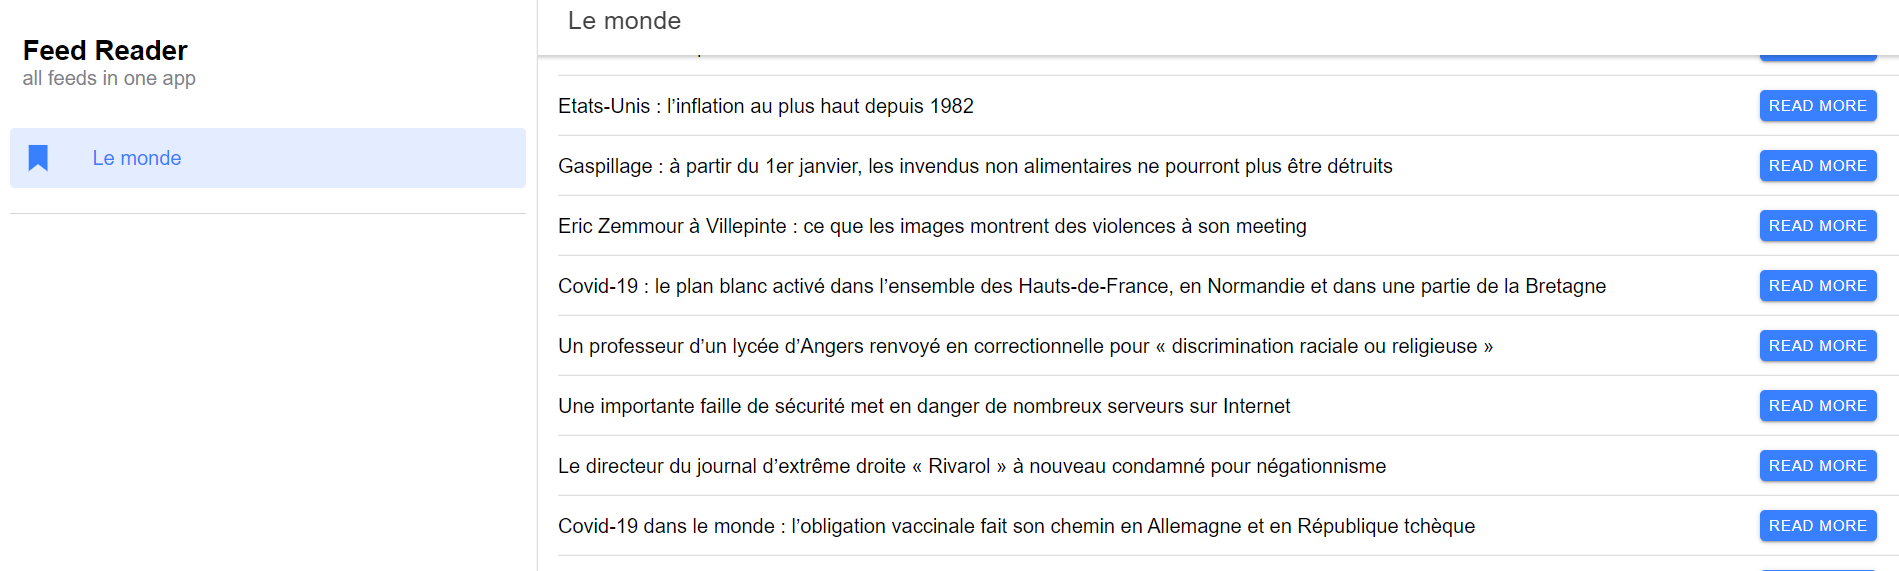 Feed Reader
all feeds in one app
Le monde
Le monde
Etats-Unis : l’inflation au plus haut depuis 1982
READ MORE
Gaspillage : à partir du 1er janvier, les invendus non alimentaires ne pourront plus être détruits
READ MORE
Eric Zemmour à Villepinte : ce que les images montrent des violences à son meeting
READ MORE
Covid-19 : le plan blanc activé dans l’ensemble des Hauts-de-France, en Normandie et dans une partie de la Bretagne
READ MORE
Un professeur d’un lycée d’Angers renvoyé en correctionnelle pour « discrimination raciale ou religieuse »
READ MORE
Une importante faille de sécurité met en danger de nombreux serveurs sur Internet
READ MORE
Le directeur du journal d’extrême droite « Rivarol » à nouveau condamné pour négationnisme
READ MORE
Covid-19 dans le monde : l’obligation vaccinale fait son chemin en Allemagne et en République tchèque
READ MORE